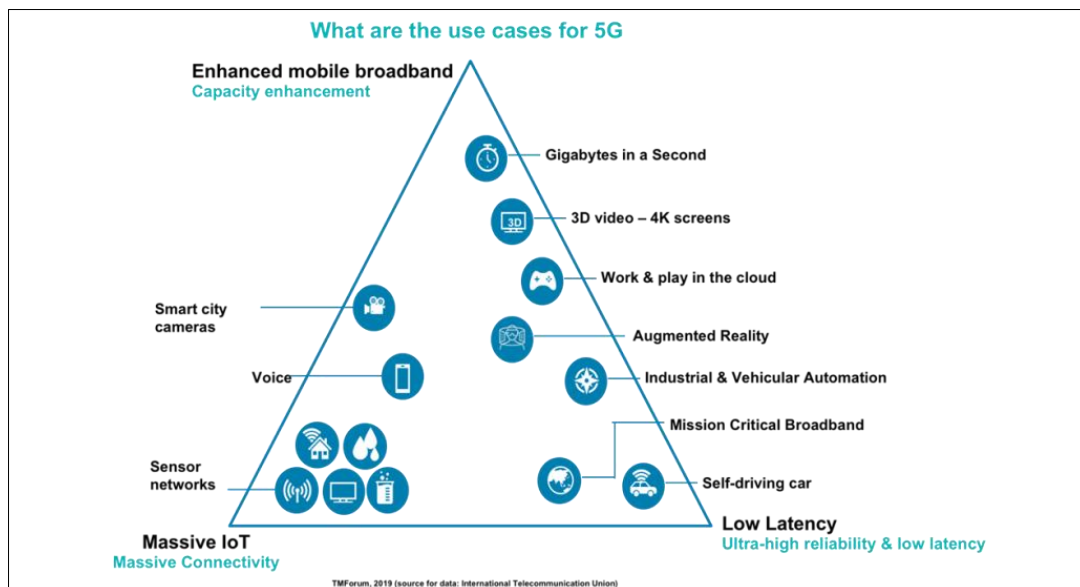 What are the use cases for 5G
Enhanced mobile broadband
Capacity enhancement
Gigabytes in a Second
3D
3D video – 4K screens
Work & play in the cloud
Smart city
cameras
Augmented Reality
Voice
Industrial & Vehicular Automation
Mission Critical Broadband
Sensor
networks
Self-driving car
Massive IoT
Massive Connectivity
Low Latency
Ultra-high reliability & low latency
TMForum, 2019 (source for data: International Telecommunication Union)